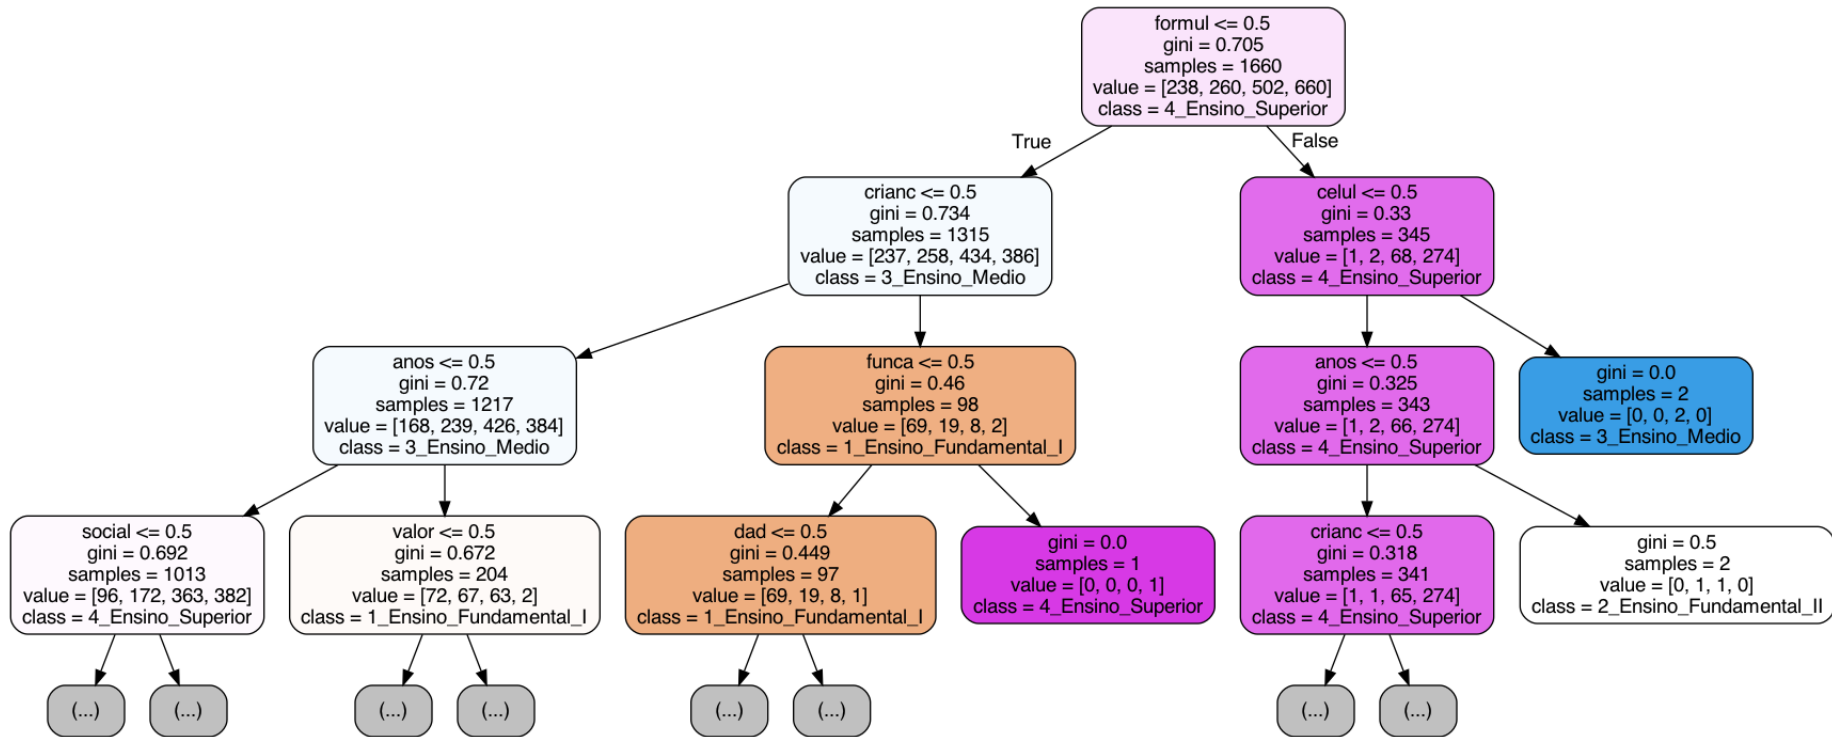 formul <= 0.5
gini = 0.705
samples = 1660
value = [238, 260, 502, 660]
class = 4_Ensino_Superior
True
False
crianc <= 0.5
gini = 0.734
samples = 1315
value = [237, 258, 434, 386]
class = 3_Ensino_Medio
celul <= 0.5
gini = 0.33
samples = 345
value = [1, 2, 68, 274]
class = 4_Ensino_Superior
anos <= 0.5
gini = 0.72
samples = 1217
value = [168, 239, 426, 384]
class = 3_Ensino_Medio
funca <= 0.5
gini = 0.46
samples = 98
value = [69, 19, 8, 2]
class = 1_Ensino_Fundamental_I
anos <= 0.5
gini = 0.325
samples = 343
value = [1, 2, 66, 274]
class = 4_Ensino_Superior
gini = 0.0
samples = 2
value = [0, 0, 2, 0]
class = 3_Ensino_Medio
social <= 0.5
gini = 0.692
samples = 1013
value = [96, 172, 363, 382]
class = 4_Ensino_Superior
valor <= 0.5
gini = 0.672
samples = 204
value = [72, 67, 63, 2]
class = 1_Ensino_Fundamental_I
dad <= 0.5
gini = 0.449
samples = 97
value = [69, 19, 8, 1]
class = 1_Ensino_Fundamental_I
gini = 0.0
samples = 1
value = [0, 0, 0, 1]
class = 4_Ensino_Superior
crianc <= 0.5
gini = 0.318
samples = 341
value = [1, 1, 65, 274]
class = 4_Ensino_Superior
gini = 0.5
samples = 2
value = [0, 1, 1, 0]
class = 2_Ensino_Fundamental_II
(...)
(...)
(...)
(...)
(...)
(...)
(...)
(...)